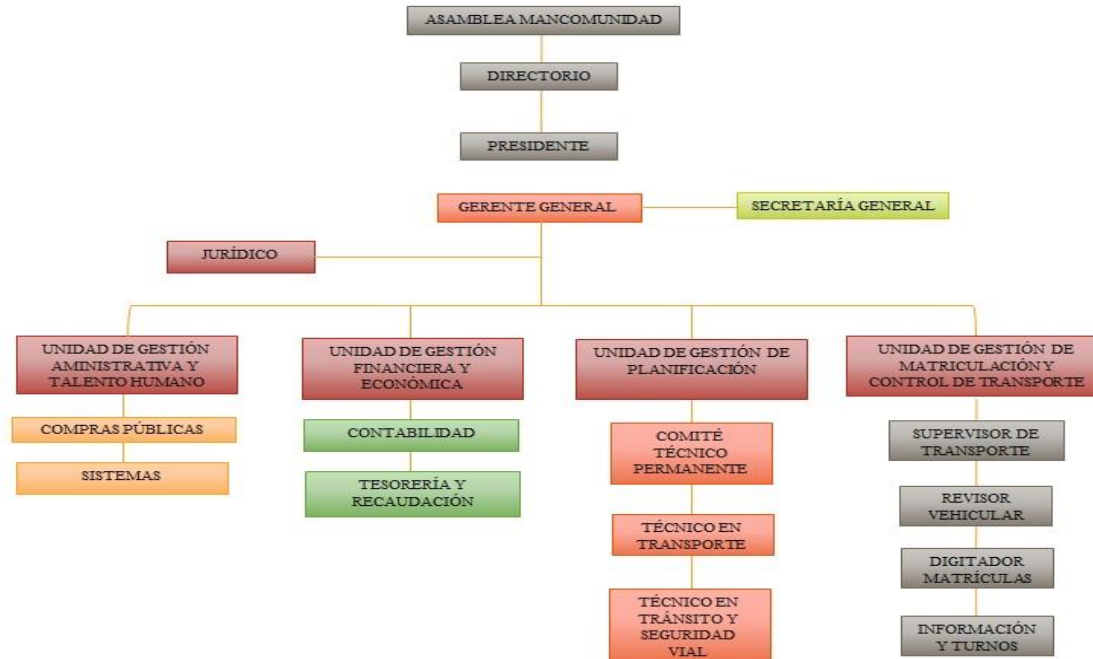 ASAMBLEA MANCOMUNIDAD
DIRECTORIO
PRESIDENTE
GERENTE GENERAL
SECRETARÍA GENERAL
JURÍDICO
UNIDAD DE GESTIÓN
AMINISTRATIVA Y
TALENTO HUMANO
COMPRAS PÚBLICAS
SISTEMAS
UNIDAD DE GESTIÓN
FINANCIERA Y
ECONÓMICA
CONTABILIDAD
TESORERÍA Y
RECAUDACIÓN
UNIDAD DE GESTIÓN DE
PLANIFICACIÓN
COMITÉ
TÉCNICO
PERMANENTE
TÉCNICO EN
TRANSPORTE
TÉCNICO EN
TRÁNSITO Y
SEGURIDAD
VIAL
UNIDAD DE GESTIÓN DE
MATRICULACIÓN Y
CONTROL DE TRANSPORTE
SUPERVISOR DE
TRANSPORTE
REVISOR
VEHICULAR
DIGITADOR
MATRÍCULAS
INFORMACIÓN
Y TURNOS